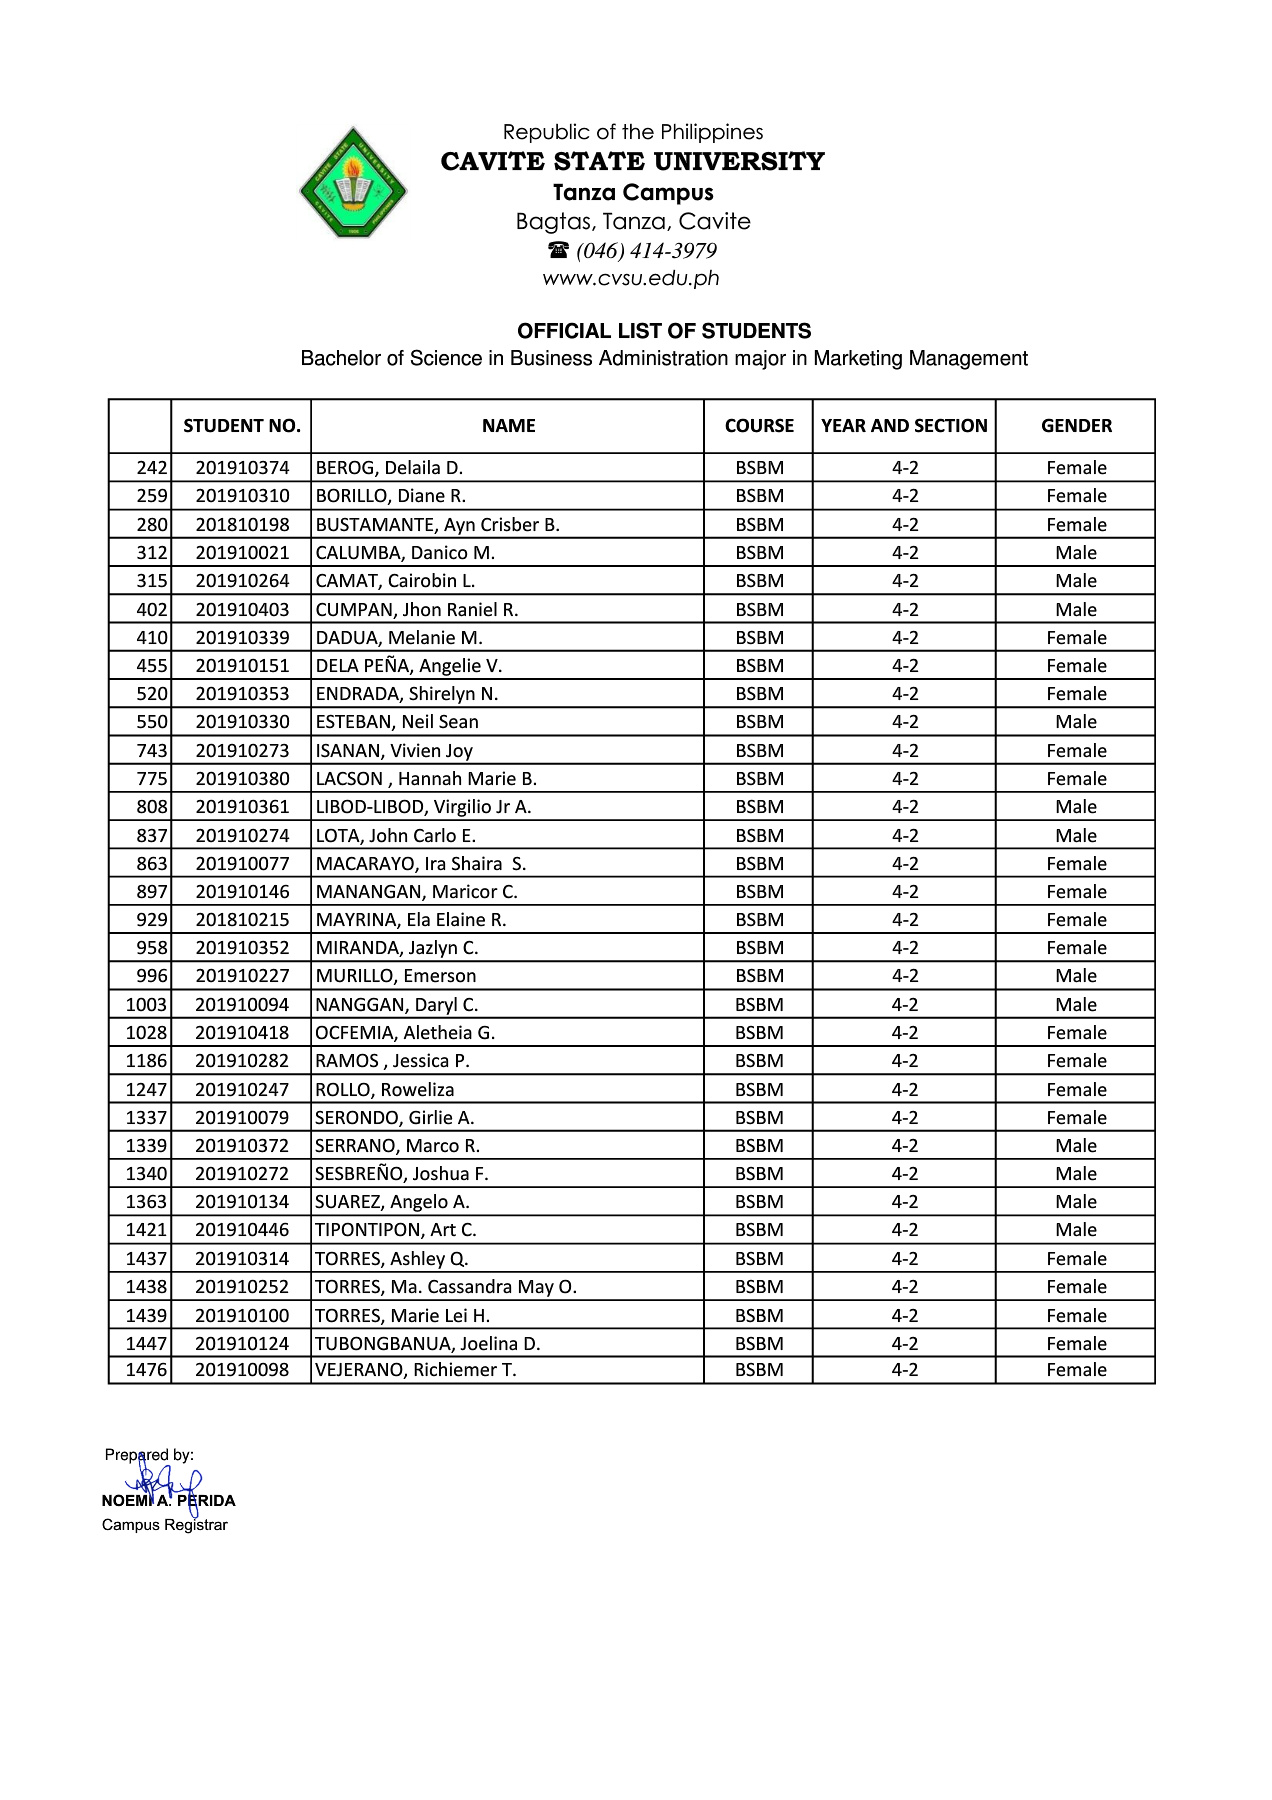 Republic of the Philippines
CAVITE STATE UNIVERSITY
Tanza Campus
Bagtas, Tanza, Cavite
☎ (046) 414-3979
www.cvsu.edu.ph
CAVITE STATE UNIVERSITY
CAVITE PHILIPPINES
OFFICIAL LIST OF STUDENTS
Bachelor of Science in Business Administration major in Marketing Management
STUDENT NO. NAME COURSE YEAR AND SECTION GENDER
242 201910374 BEROG, Delaila D. BSBM 4-2 Female
259 201910310 BORILLO, Diane R. BSBM 4-2 Female
280 201810198 BUSTAMANTE, Ayn Crisber B. BSBM 4-2 Female
312 201910021 CALUMBA, Danico M. BSBM 4-2 Male
315 201910264 CAMAT, Cairobin L. BSBM 4-2 Male
402 201910403 CUMPAN, Jhon Raniel R. BSBM 4-2 Male
410 201910339 DADUA, Melanie M. BSBM 4-2 Female
455 201910151 DELA PEÑA, Angelie V. BSBM 4-2 Female
520 201910353 ENDRADA, Shirelyn N. BSBM 4-2 Female
550 201910330 ESTEBAN, Neil Sean BSBM 4-2 Male
743 201910273 ISANAN, Vivien Joy BSBM 4-2 Female
775 201910380 LACSON , Hannah Marie B. BSBM 4-2 Female
808 201910361 LIBOD-LIBOD, Virgilio Jr A. BSBM 4-2 Male
837 201910274 LOTA, John Carlo E. BSBM 4-2 Male
863 201910077 MACARAYO, Ira Shaira  S. BSBM 4-2 Female
897 201910146 MANANGAN, Maricor C. BSBM 4-2 Female
929 201810215 MAYRINA, Ela Elaine R. BSBM 4-2 Female
958 201910352 MIRANDA, Jazlyn C. BSBM 4-2 Female
996 201910227 MURILLO, Emerson BSBM 4-2 Male
1003 201910094 NANGGAN, Daryl C. BSBM 4-2 Male
1028 201910418 OCFEMIA, Aletheia G. BSBM 4-2 Female
1186 201910282 RAMOS , Jessica P. BSBM 4-2 Female
1247 201910247 ROLLO, Roweliza BSBM 4-2 Female
1337 201910079 SERONDO, Girlie A. BSBM 4-2 Female
1339 201910372 SERRANO, Marco R. BSBM 4-2 Male
1340 201910272 SESBREÑO, Joshua F. BSBM 4-2 Male
1363 201910134 SUAREZ, Angelo A. BSBM 4-2 Male
1421 201910446 TIPONTIPON, Art C. BSBM 4-2 Male
1437 201910314 TORRES, Ashley Q. BSBM 4-2 Female
1438 201910252 TORRES, Ma. Cassandra May O. BSBM 4-2 Female
1439 201910100 TORRES, Marie Lei H. BSBM 4-2 Female
1447 201910124 TUBONGBANUA, Joelina D. BSBM 4-2 Female
1476 201910098 VEJERANO, Richiemer T. BSBM 4-2 Female
Prepared by:
NOEMI A. PERIDA
Campus Registrar